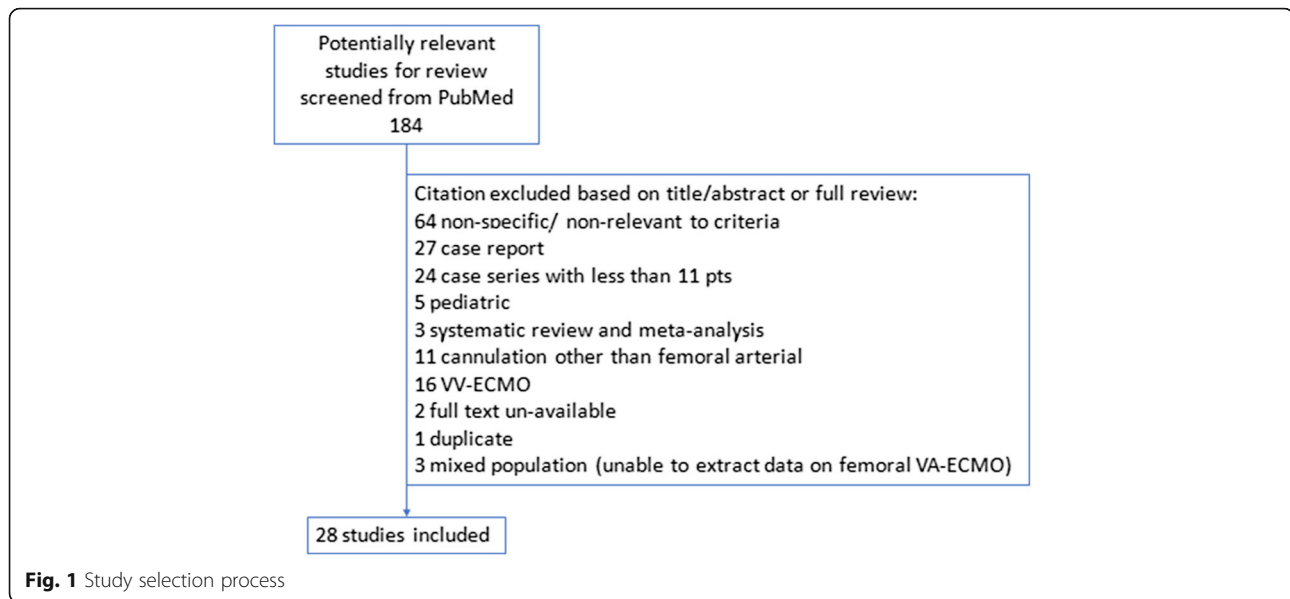 Potentially relevant
studies for review
screened from PubMed
184
Citation excluded based on title/abstract or full review:
64 non-specific/ non-relevant to criteria
27 case report
24 case series with less than 11 pts
5 pediatric
3 systematic review and meta-analysis
11 cannulation other than femoral arterial
16 VV-ECMO
2 full text un-available
1 duplicate
3 mixed population (unable to extract data on femoral VA-ECMO)
28 studies included
Fig. 1 Study selection process